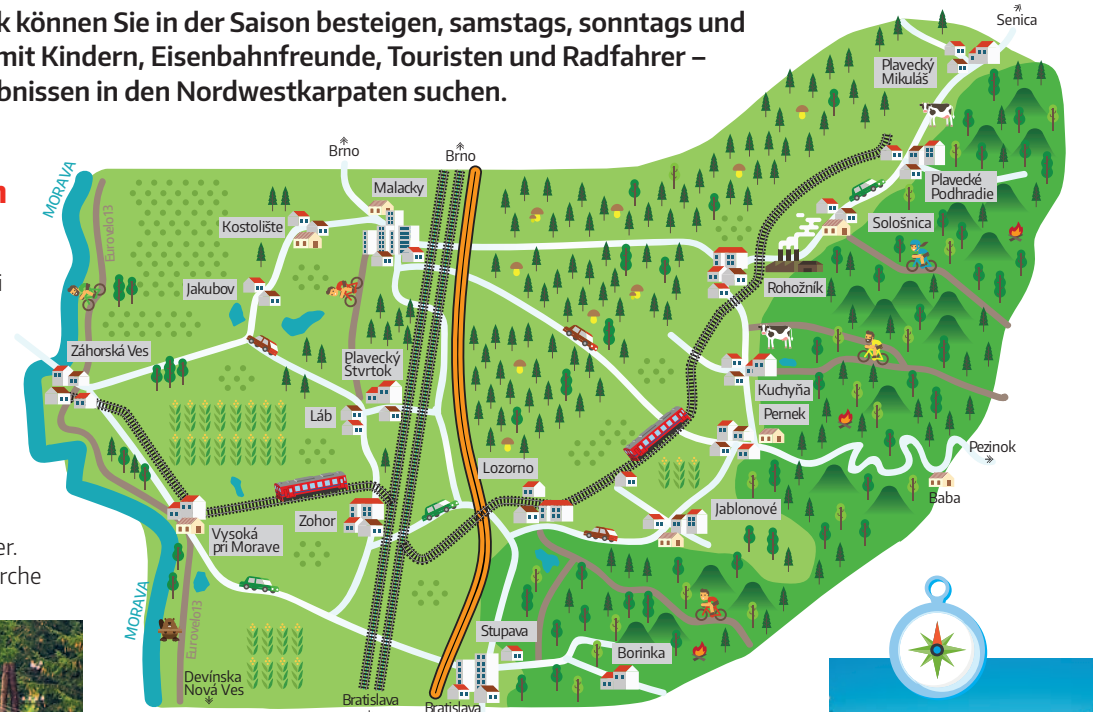 k können Sie in der Saison besteigen, samstags, sonntags und
mit Kindern, Eisenbahnfreunde, Touristen und Radfahrer –
bnissen in den Nordwestkarpaten suchen.
Senica
Plavecký
Mikuláš
Brno
Brno
MORAVA
Eurovelo13
Malacky
Kostolište
Plavecké
Podhradie
Sološnica
n
i
Jakubov
Rohožník
Záhorská Ves
Plavecký
Štvrtok
Láb
Kuchyňa
Pernek
Pezinok
Baba
Lozorno
Jablonové
Zohor
Vysoká
pri Morave
er.
rche
MORAVA
Eurovelo13
Stupava
Borinka
Devínska
Nová Ves
Bratislava
Bratislava